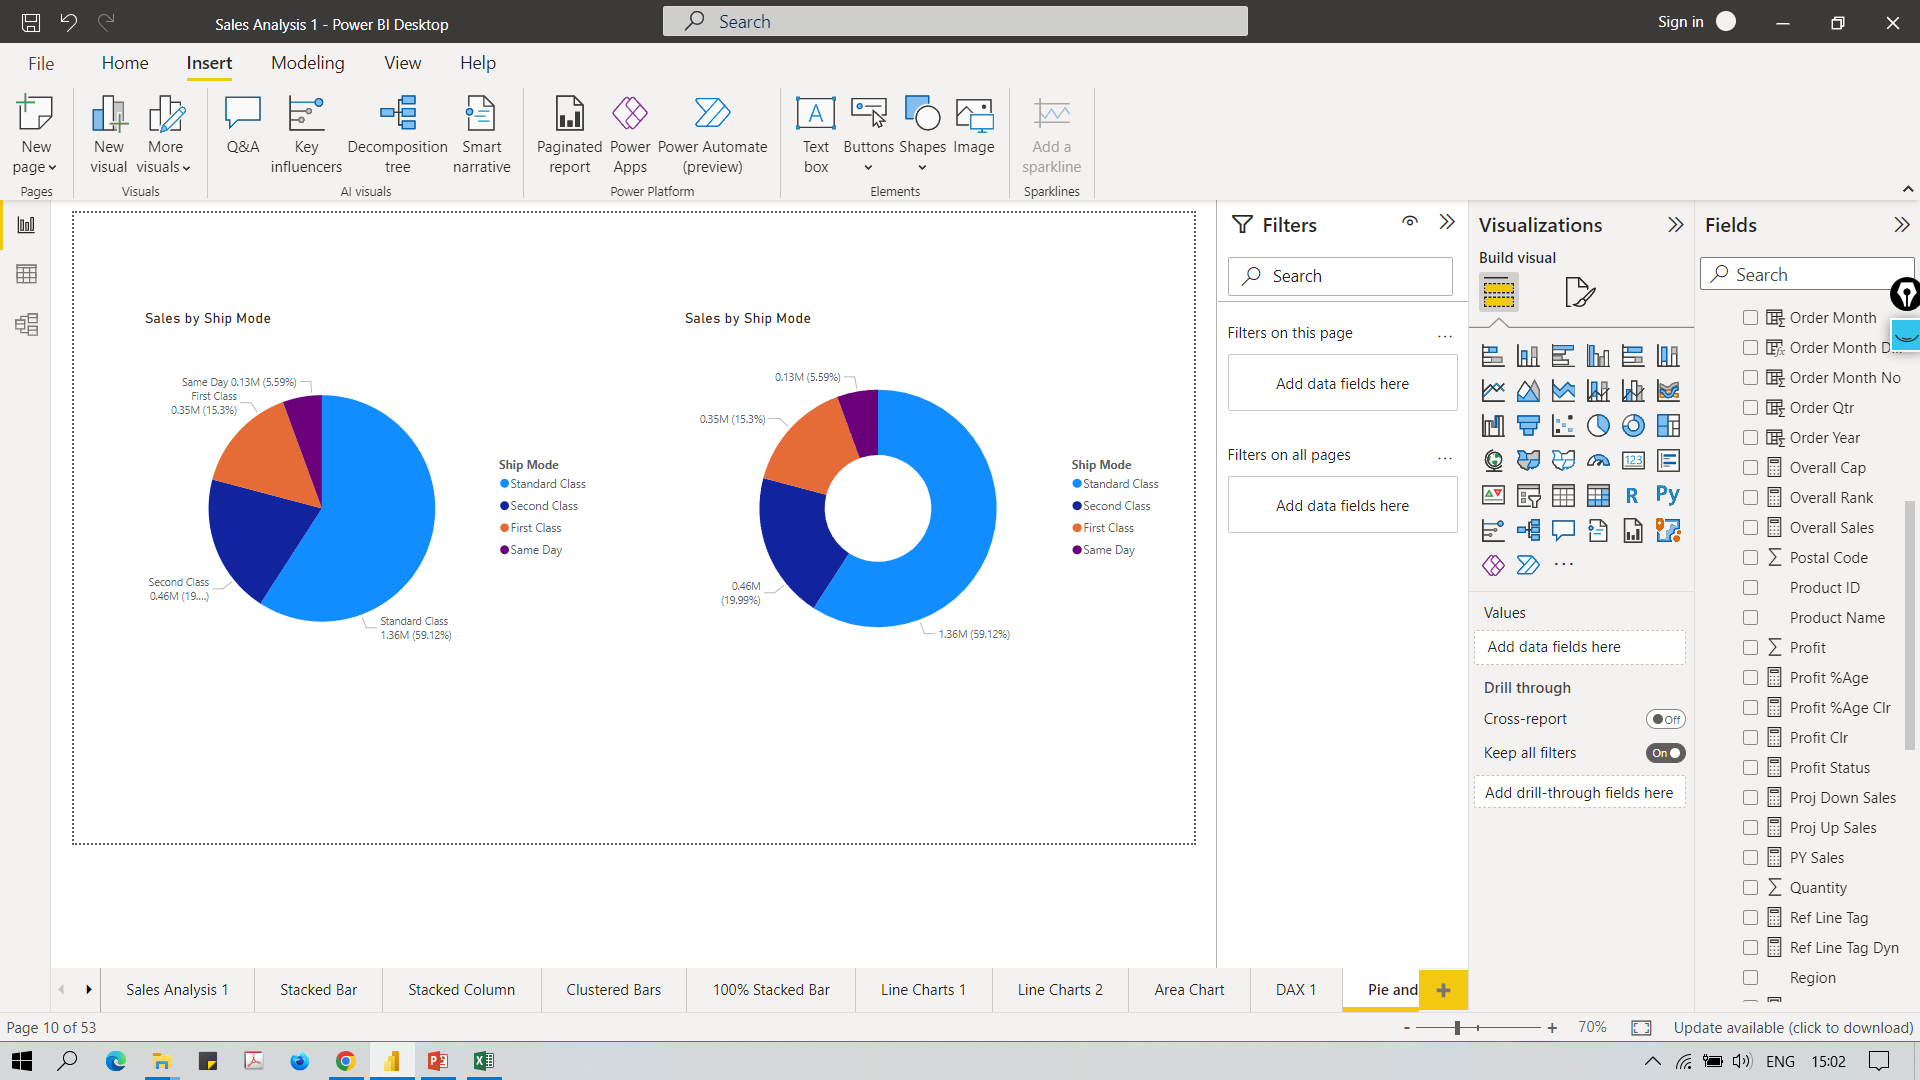 Sales Analysis 1 - Power BI Desktop
Search
Sign in
File
Home
Insert
Modeling
View
Help
New page
New visual
More visuals
Q&A
Key influencers
Decomposition tree
Smart narrative
Paginated report
Power Apps
Power Automate (preview)
Text box
Buttons
Shapes
Image
Add a sparkline
Pages
Visuals
AI visuals
Power Platform
Elements
Sparklines
Sales by Ship Mode
Same Day 0.13M (5.59%)
First Class
0.35M (15.3%)
Second Class
0.46M (19....)
Standard Class
1.36M (59.12%)
Ship Mode
Standard Class
Second Class
First Class
Same Day
Sales by Ship Mode
0.13M (5.59%)
0.35M (15.3%)
0.46M
(19.99%)
1.36M (59.12%)
Ship Mode
Standard Class
Second Class
First Class
Same Day
Filters
Search
Filters on this page
...
Add data fields here
Filters on all pages
...
Add data fields here
Visualizations
Build visual
123
R
Py
...
Values
Add data fields here
Drill through
Cross-report
Off
Keep all filters
On
Add drill-through fields here
Fields
Search
Order Month
Order Month D...
Order Month No
Order Qtr
Order Year
Overall Cap
Overall Rank
Overall Sales
Postal Code
Product ID
Product Name
Profit
Profit %Age
Profit %Age Clr
Profit Clr
Profit Status
Proj Down Sales
Proj Up Sales
PY Sales
Quantity
Ref Line Tag
Ref Line Tag Dyn
Region
Sales Analysis 1
Stacked Bar
Stacked Column
Clustered Bars
100% Stacked Bar
Line Charts 1
Line Charts 2
Area Chart
DAX 1
Pie and
Page 10 of 53
70%
Update available (click to download)
ENG
15:02